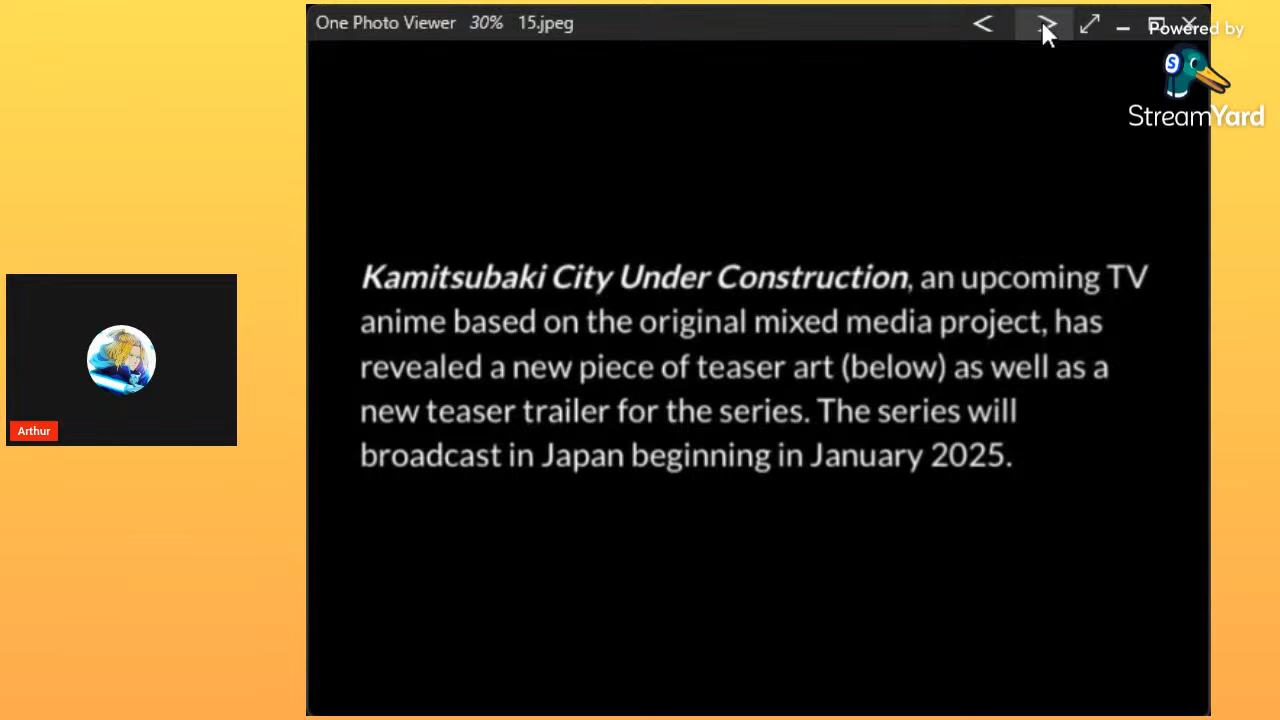 One Photo Viewer 30% 15.jpeg
Powered by
StreamYard
Kamitsubaki City Under Construction, an upcoming TV
anime based on the original mixed media project, has
revealed a new piece of teaser art (below) as well as a
new teaser trailer for the series. The series will
broadcast in Japan beginning in January 2025.
Arthur